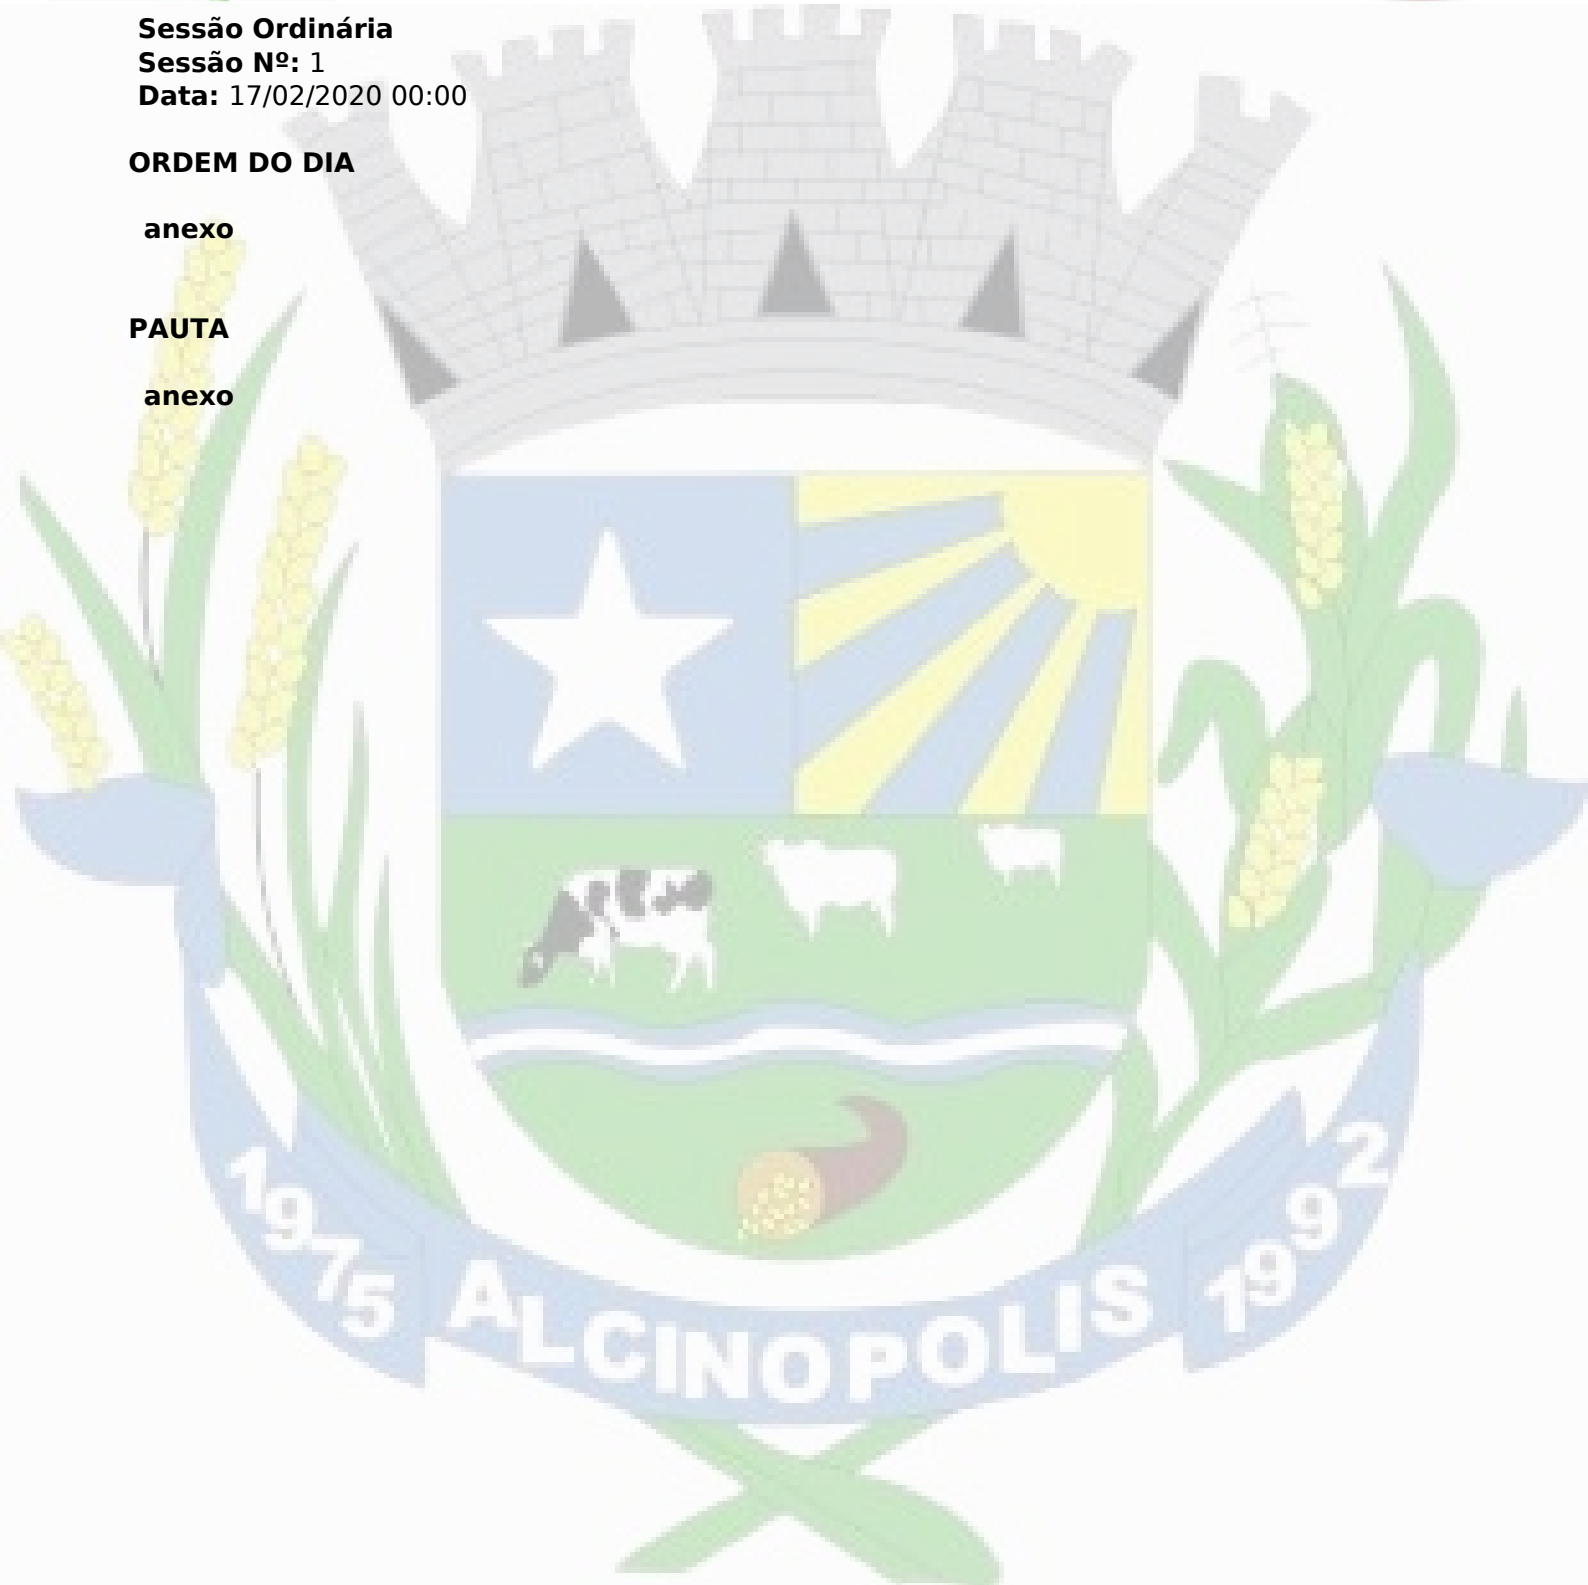 Sessão Ordinária
Sessão Nº: 1
Data: 17/02/2020 00:00
ORDEM DO DIA
anexo
PAUTA
anexo
1975
ALCINOPOLIS
1992